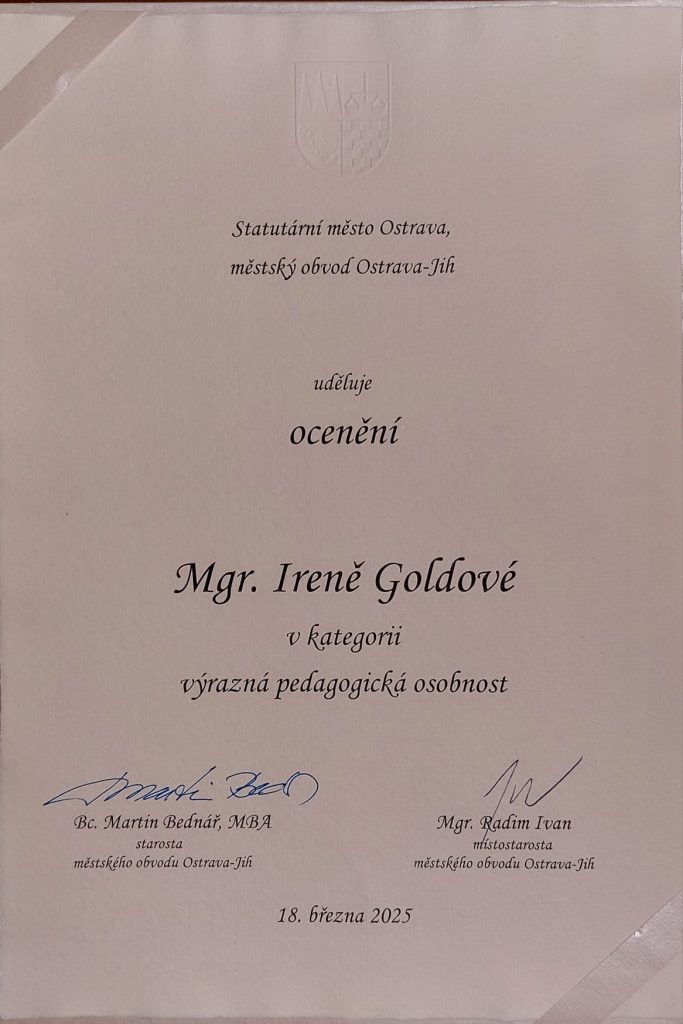 Statutární město Ostrava,
městský obvod Ostrava-Jih
uděluje
ocenění
Mgr. Ireně Goldové
v kategorii
výrazná pedagogická osobnost
Bc. Martin Bednář, MBA
starosta
městského obvodu Ostrava-Jih
Mgr. Radim Ivan
místostarosta
městského obvodu Ostrava-Jih
18. března 2025